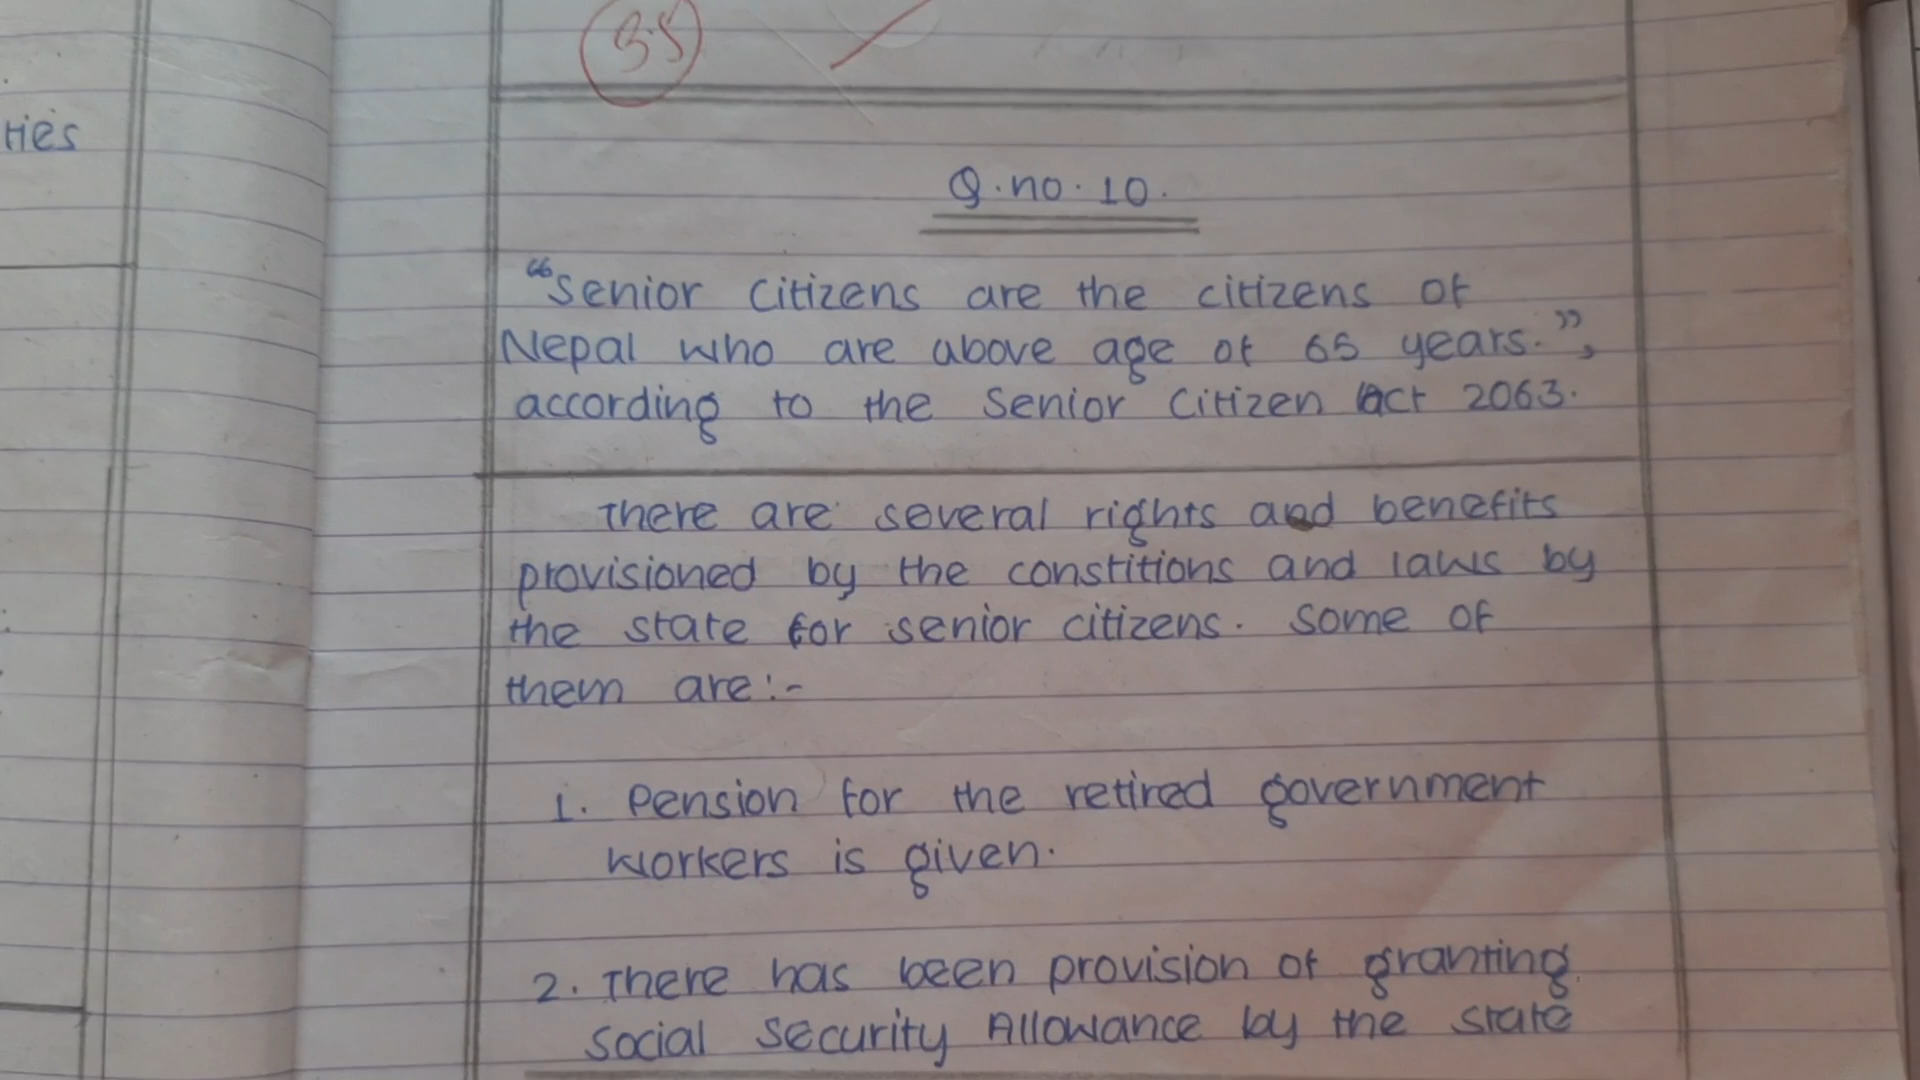 3.5
ries
Q.no.10.
"Senior citizens are the citizens of
Nepal who are above age of 65 years.",
according to the Senior Citizen Act 2063.
There are several rights and benefits
provisioned by the constitions and laws by
the state for senior citizens. Some of
them are:-
1. Pension for the retired government
workers is given.
2. There has been provision of granting
social security Allowance by the state